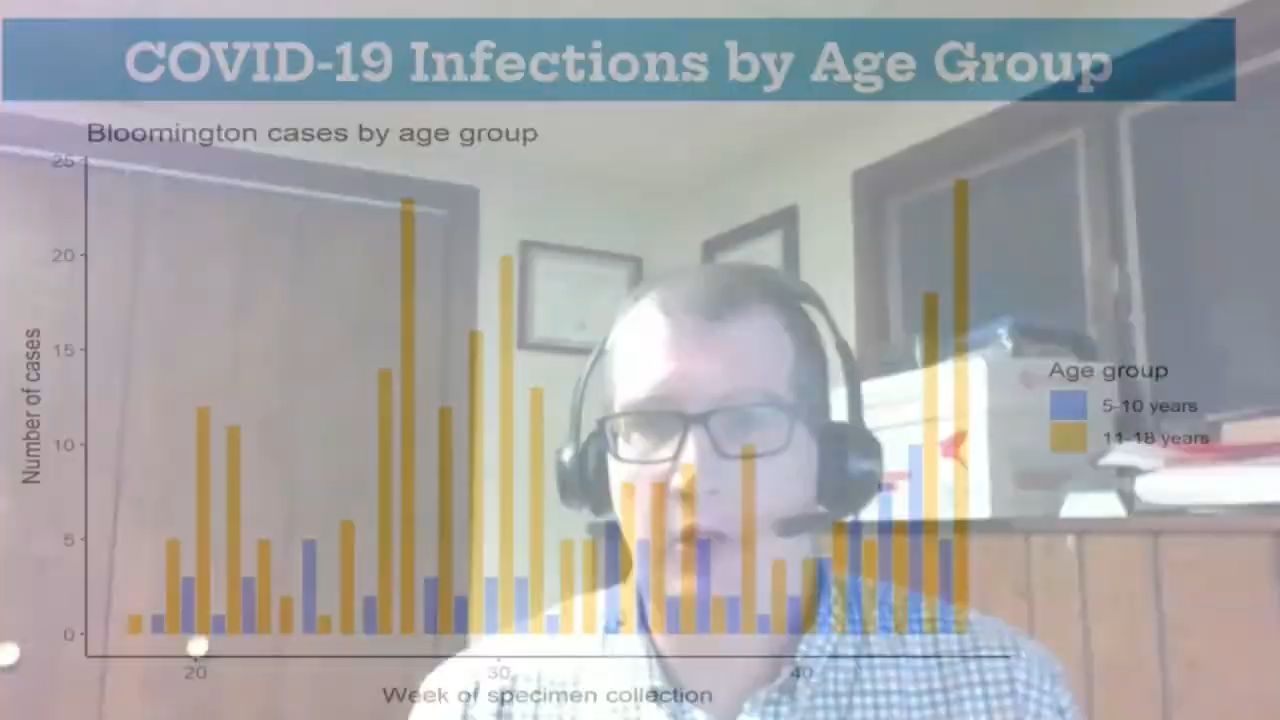 COVID-19 Infections by Age Group
Bloomington cases by age group
25
20
15
10
5
0
Number of cases
20
30
40
Week of specimen collection
Age group
5-10 years
11-18 years